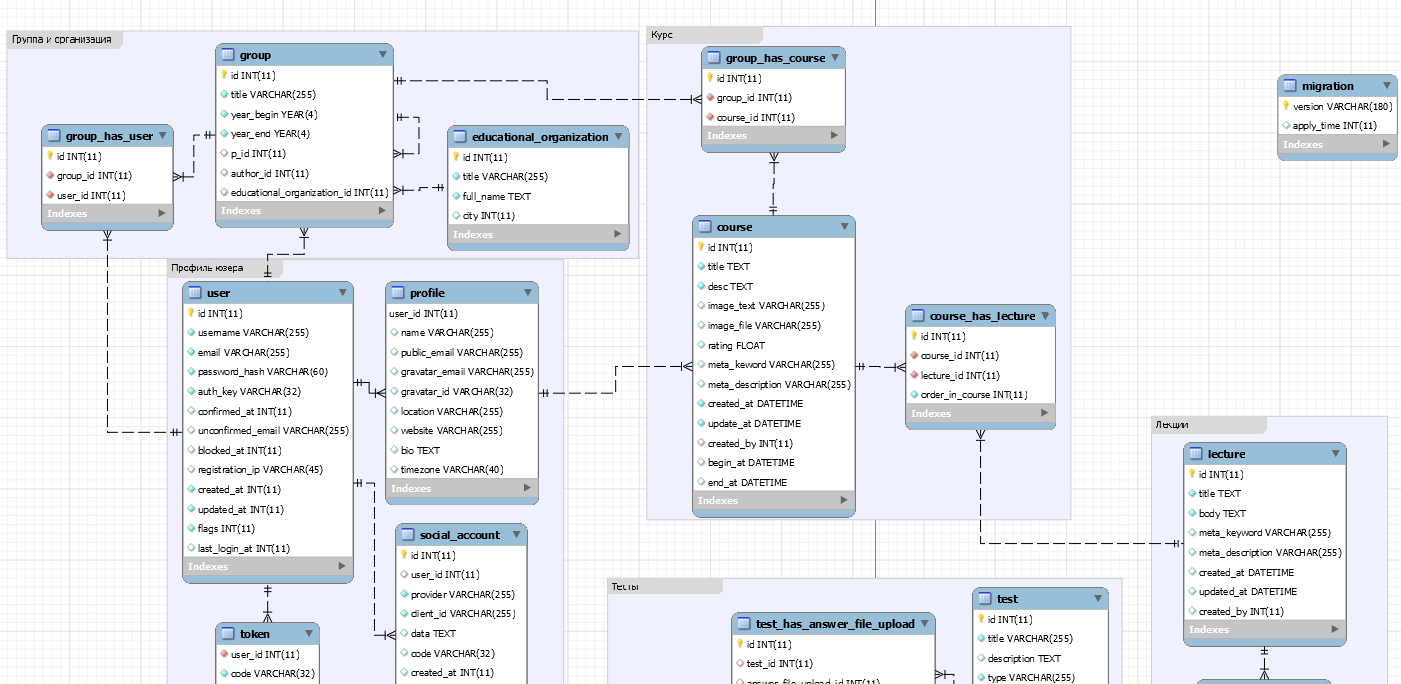 Группа и организация
group
id INT(11)
title VARCHAR(255)
year_begin YEAR(4)
year_end YEAR(4)
p_id INT(11)
author_id INT(11)
educational_organization_id INT(11)
Indexes
group_has_user
id INT(11)
group_id INT(11)
user_id INT(11)
Indexes
educational_organization
id INT(11)
title VARCHAR(255)
full_name TEXT
city INT(11)
Indexes
Курс
group_has_course
id INT(11)
group_id INT(11)
course_id INT(11)
Indexes
course
id INT(11)
title TEXT
desc TEXT
image_text VARCHAR(255)
image_file VARCHAR(255)
rating FLOAT
meta_keword VARCHAR(255)
meta_description VARCHAR(255)
created_at DATETIME
update_at DATETIME
created_by INT(11)
begin_at DATETIME
end_at DATETIME
Indexes
course_has_lecture
id INT(11)
course_id INT(11)
lecture_id INT(11)
order_in_course INT(11)
Indexes
migration
version VARCHAR(180)
apply_time INT(11)
Indexes
Профиль юзера
user
id INT(11)
username VARCHAR(255)
email VARCHAR(255)
password_hash VARCHAR(60)
auth_key VARCHAR(32)
confirmed_at INT(11)
unconfirmed_email VARCHAR(255)
blocked_at INT(11)
registration_ip VARCHAR(45)
created_at INT(11)
updated_at INT(11)
flags INT(11)
last_login_at INT(11)
Indexes
profile
user_id INT(11)
name VARCHAR(255)
public_email VARCHAR(255)
gravatar_email VARCHAR(255)
gravatar_id VARCHAR(32)
location VARCHAR(255)
website VARCHAR(255)
bio TEXT
timezone VARCHAR(40)
Indexes
social_account
id INT(11)
user_id INT(11)
provider VARCHAR(255)
client_id VARCHAR(255)
data TEXT
code VARCHAR(32)
created_at INT(11)
token
user_id INT(11)
code VARCHAR(32)
Тесты
test_has_answer_file_upload
id INT(11)
test_id INT(11)
answer_file_upload_id INT(11)
test
id INT(11)
title VARCHAR(255)
description TEXT
type VARCHAR(255)
Лекции
lecture
id INT(11)
title TEXT
body TEXT
meta_keyword VARCHAR(255)
meta_description VARCHAR(255)
created_at DATETIME
updated_at DATETIME
created_by INT(11)
Indexes